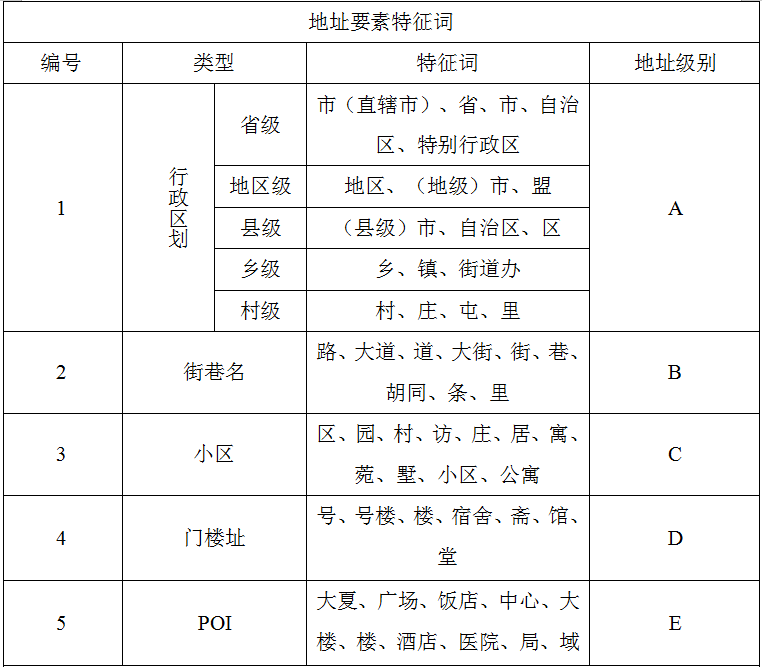 地址要素特征词
编号 类型 特征词 地址级别
1 行政区划 省级 市（直辖市）、省、市、自治
区、特别行政区 A
地区级 地区、（地级）市、盟
县级 （县级）市、自治区、区
乡级 乡、镇、街道办
村级 村、庄、屯、里
2 街巷名 路、大道、道、大街、街、巷、
胡同、条、里 B
3 小区 区、园、村、访、庄、居、寓、
苑、墅、小区、公寓 C
4 门楼址 号、号楼、楼、宿舍、斋、馆、
堂 D
5 POI 大夏、广场、饭店、中心、大
楼、楼、酒店、医院、局、域 E